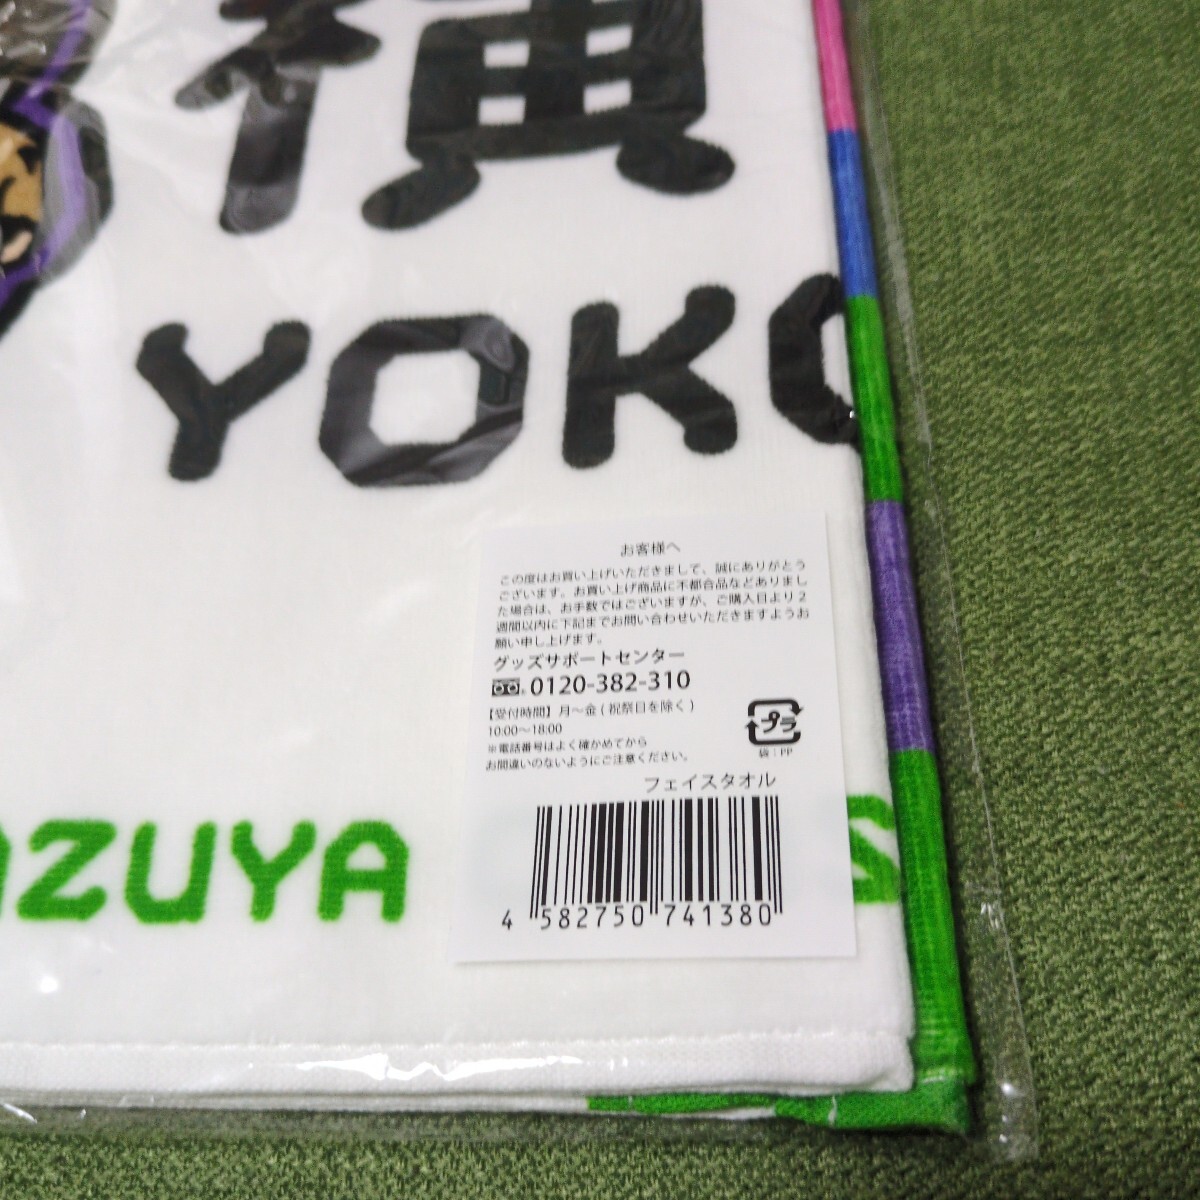 横
YOKO
お客様へ
この度はお買い上げいただきまして、誠にありがとう
ございます。お買い上げ商品に不都合品などありまし
た場合は、お手数ではございますが、ご購入日より2
週間以内に下記までお問い合わせいただきますようお
願い申し上げます。
グッズサポートセンター
0120-382-310
【受付時間】月～金(祝祭日を除く)
10:00～18:00
※電話番号はよく確かめてから
お間違いのないようにご注意ください。
プラ
袋：PP
フェイスタオル
4 582750 741380
AZUYA
S